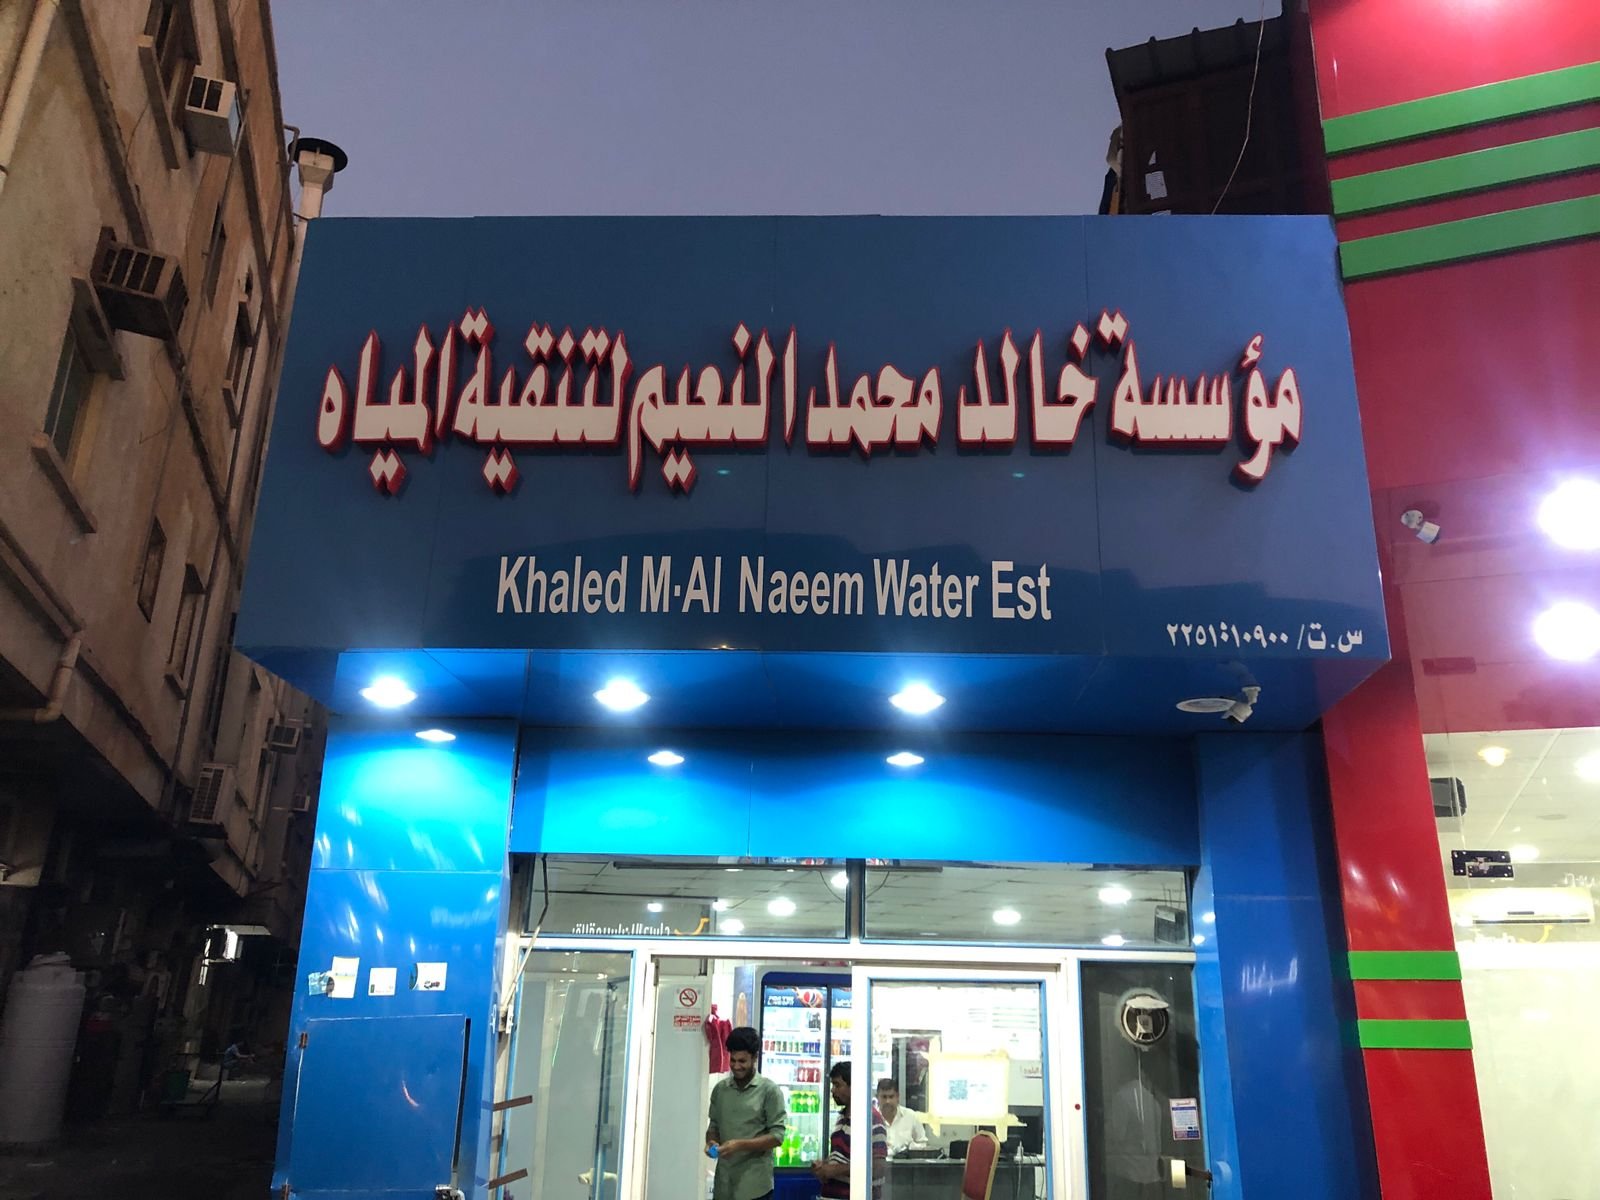 مؤسسة خالد محمد النعيم لتنقية المياه
Khaled M.Al Naeem Water Est
س.ت/ ٢٢٥١٠١٠٩٠٠